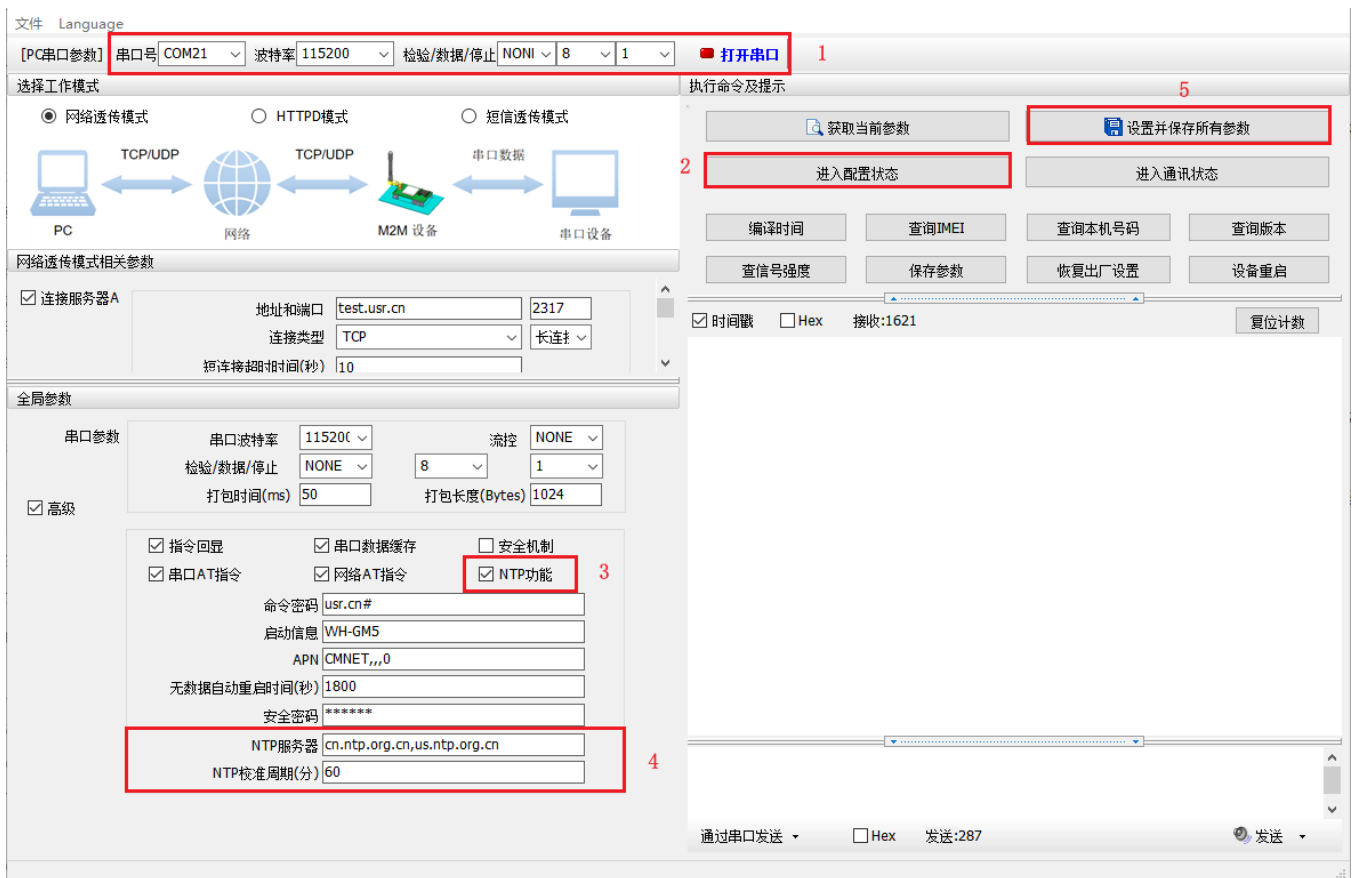 文件 Language
[PC串口参数] 串口号 COM21 波特率 115200 检验/数据/停止 NONI 8 1 打开串口 1
选择工作模式
网络透传模式 HTTPD模式 短信透传模式
TCP/UDP TCP/UDP 串口数据
PC 网络 M2M 设备 串口设备
网络透传模式相关参数
连接服务器A
地址和端口 test.usr.cn 2317
连接类型 TCP 长连接
短连接超时时间(秒) 10
全局参数
串口参数
串口波特率 11520( 流控 NONE
检验/数据/停止 NONE 8 1
打包时间(ms) 50 打包长度(Bytes) 1024
高级
指令回显 串口数据缓存 安全机制
串口AT指令 网络AT指令 NTP功能 3
命令密码 usr.cn#
启动信息 WH-GM5
APN CMNET,,,0
无数据自动重启时间(秒) 1800
安全密码 ******
NTP服务器 cn.ntp.org.cn,us.ntp.org.cn
NTP校准周期(分) 60
4
执行命令及提示
5
获取当前参数 设置并保存所有参数
2 进入配置状态 进入通讯状态
编译时间 查询IMEI 查询本机号码 查询版本
查信号强度 保存参数 恢复出厂设置 设备重启
时间戳 Hex 接收:1621 复位计数
通过串口发送 Hex 发送:287 发送